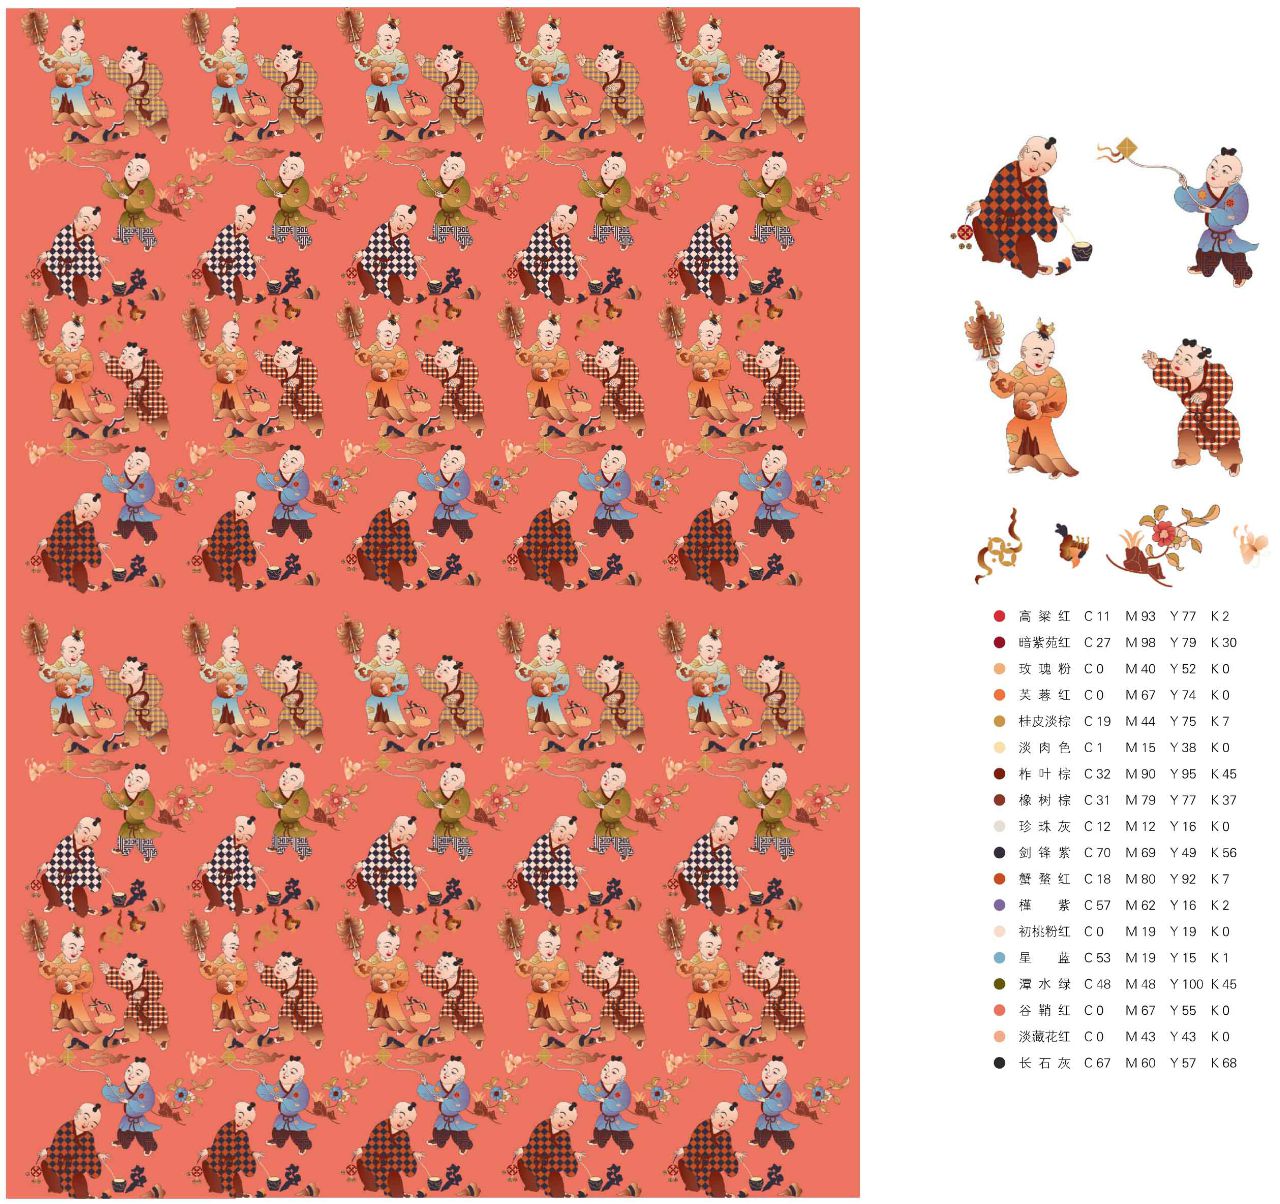 高粱红 C11 M93 Y77 K2
暗紫苑红 C27 M98 Y79 K30
玫瑰粉 C0 M40 Y52 K0
芙蓉红 C0 M67 Y74 K0
桂皮淡棕 C19 M44 Y75 K7
淡肉色 C1 M15 Y38 K0
柞叶棕 C32 M90 Y95 K45
橡树棕 C31 M79 Y77 K37
珍珠灰 C12 M12 Y16 K0
剑锋紫 C70 M69 Y49 K56
蟹螯红 C18 M80 Y92 K7
槿紫 C57 M62 Y16 K2
初桃粉红 C0 M19 Y19 K0
星蓝 C53 M19 Y15 K1
潭水绿 C48 M48 Y100 K45
谷鞘红 C0 M67 Y55 K0
淡藏花红 C0 M43 Y43 K0
长石灰 C67 M60 Y57 K68